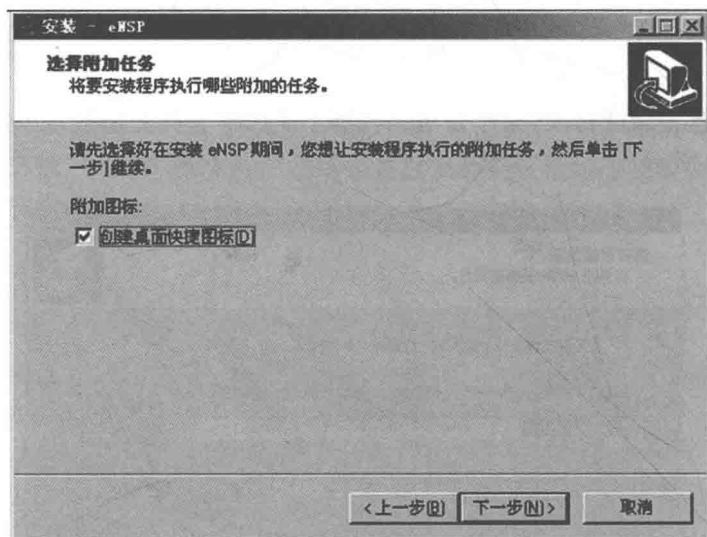 安装 - eNSP
选择附加任务
将要安装程序执行哪些附加的任务。
请先选择好在安装 eNSP 期间，您想让安装程序执行的附加任务，然后单击 [下
一步]继续。
附加图标:
创建桌面快捷图标(D)
<上一步(B)
下一步(N)>
取消